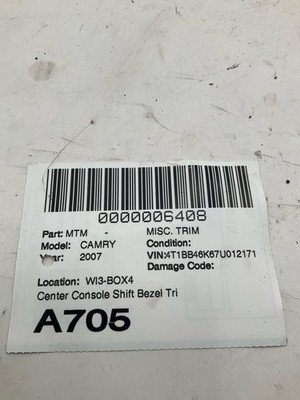 0000006408
Part: MTM - MISC. TRIM
Model: CAMRY Condition:
Year: 2007 VIN:4T1BB46K67U012171
Damage Code:
Location: WI3-BOX4
Center Console Shift Bezel Tri
A705